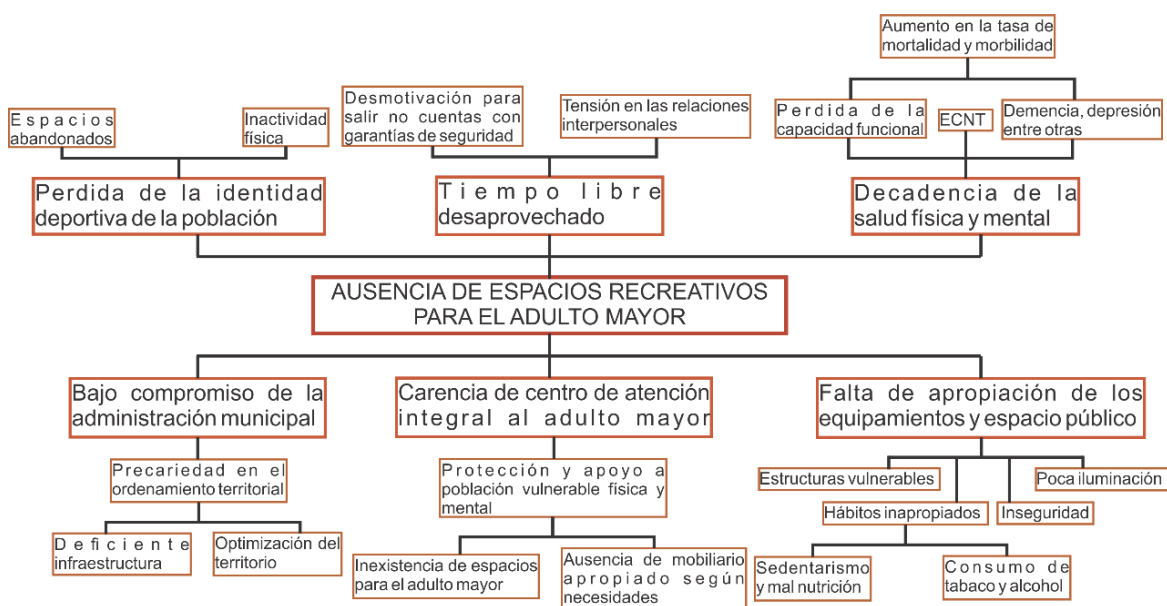 Aumento en la tasa de
mortalidad y morbilidad
Espacios
abandonados
Inactividad
física
Desmotivación para
salir no cuentas con
garantías de seguridad
Tensión en las relaciones
interpersonales
Perdida de la
capacidad funcional
ECNT
Demencia, depresión
entre otras
Perdida de la identidad
deportiva de la población
Tiempo libre
desaprovechado
Decadencia de la
salud física y mental
AUSENCIA DE ESPACIOS RECREATIVOS
PARA EL ADULTO MAYOR
Bajo compromiso de la
administración municipal
Carencia de centro de atención
integral al adulto mayor
Falta de apropiación de los
equipamientos y espacio público
Precariedad en el
ordenamiento territorial
Protección y apoyo a
población vulnerable física y
mental
Estructuras vulnerables
Poca iluminación
Hábitos inapropiados
Inseguridad
Deficiente
infraestructura
Optimización del
territorio
Inexistencia de espacios
para el adulto mayor
Ausencia de mobiliario
apropiado según
necesidades
Sedentarismo
y mal nutrición
Consumo de
tabaco y alcohol